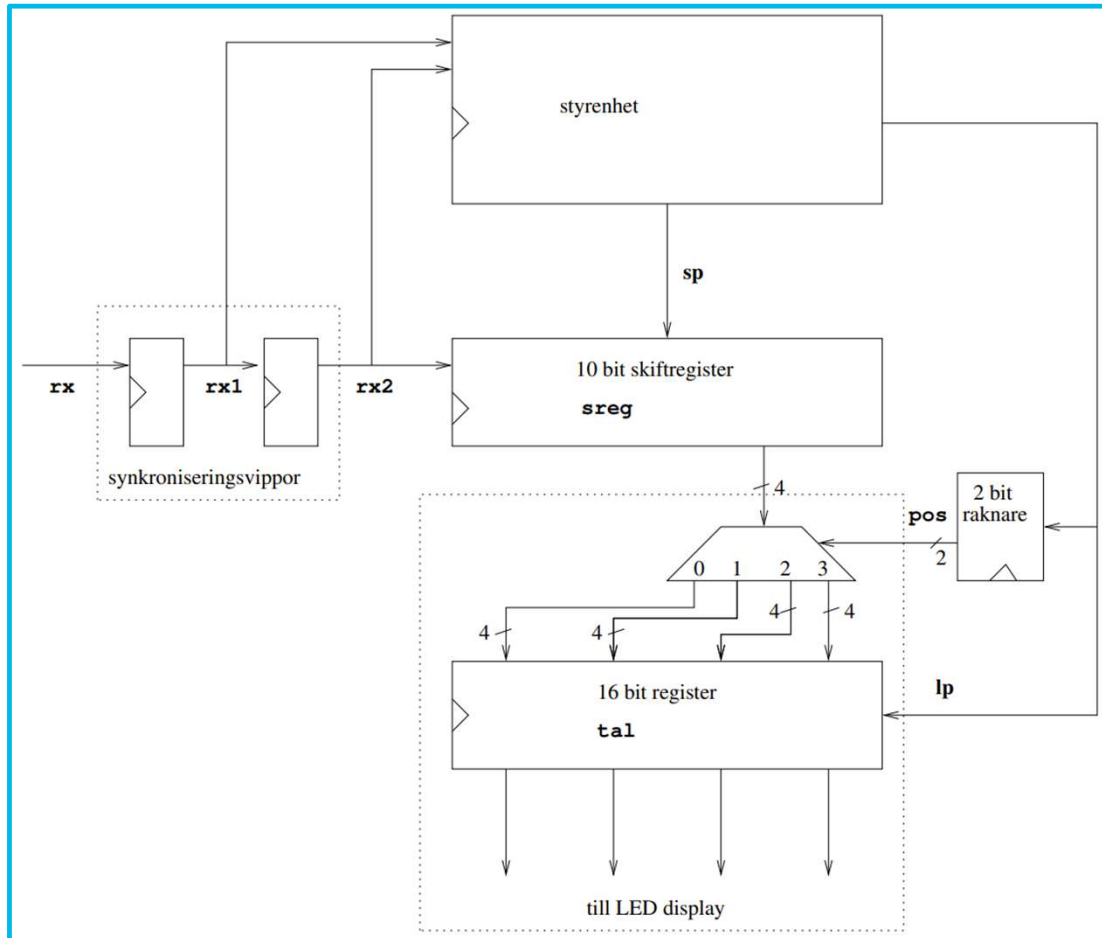 styrenhet
sp
rx
rx1
rx2
10 bit skiftregister
sreg
synkroniseringsvippor
4
pos
2 bit
raknare
2
0 1 2 3
4
4
4
4
16 bit register
tal
lp
till LED display